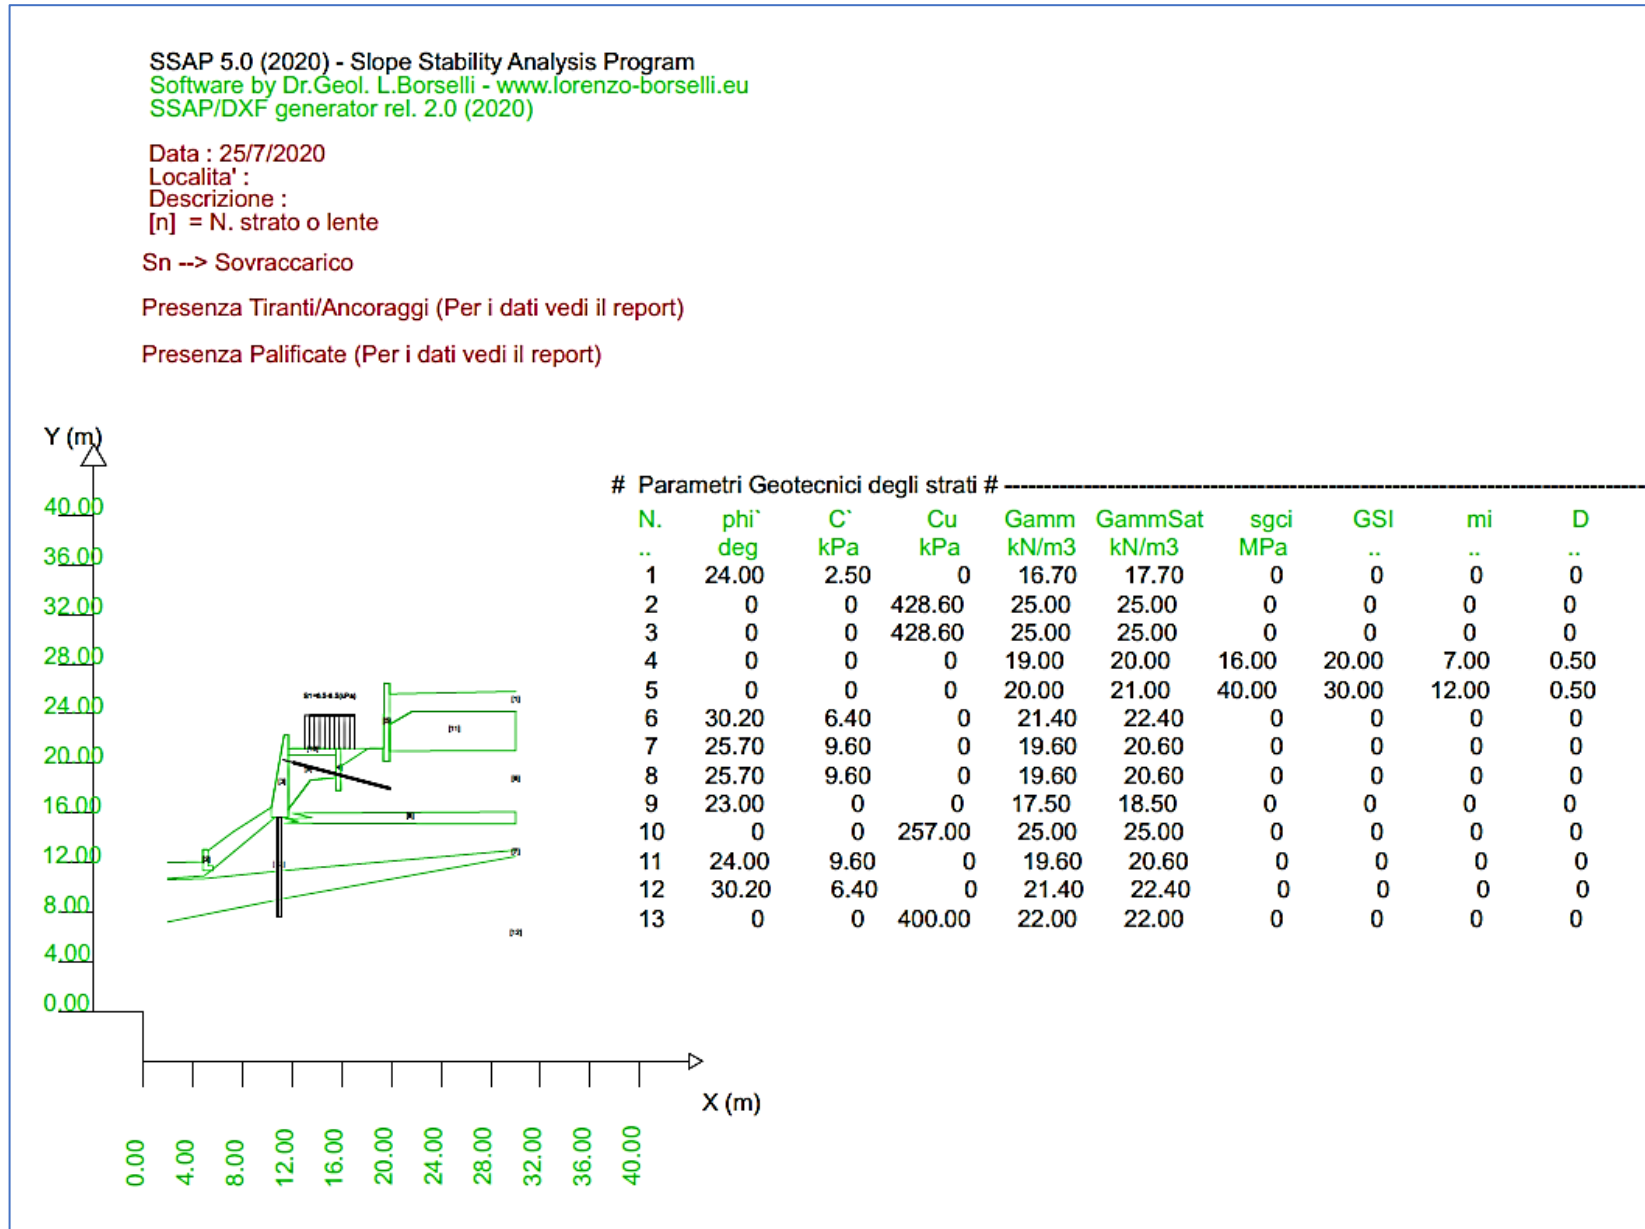 SSAP 5.0 (2020) - Slope Stability Analysis Program
Software by Dr.Geol. L.Borselli - www.lorenzo-borselli.eu
SSAP/DXF generator rel. 2.0 (2020)
Data : 25/7/2020
Localita' :
Descrizione :
[n] = N. strato o lente
Sn --> Sovraccarico
Presenza Tiranti/Ancoraggi (Per i dati vedi il report)
Presenza Palificate (Per i dati vedi il report)
Y (m)
40.00
36.00
32.00
28.00
24.00
20.00
16.00
12.00
8.00
4.00
0.00
[1]
[11]
[7]
[12]
X (m)
0.00 4.00 8.00 12.00 16.00 20.00 24.00 28.00 32.00 36.00 40.00
# Parametri Geotecnici degli strati # ------------------------------------------------------------
N. phi` C` Cu Gamm GammSat sgci GSI mi D
.. deg kPa kPa kN/m3 kN/m3 MPa .. .. ..
1 24.00 2.50 0 16.70 17.70 0 0 0 0
2 0 0 428.60 25.00 25.00 0 0 0 0
3 0 0 428.60 25.00 25.00 0 0 0 0
4 0 0 0 19.00 20.00 16.00 20.00 7.00 0.50
5 0 0 0 20.00 21.00 40.00 30.00 12.00 0.50
6 30.20 6.40 0 21.40 22.40 0 0 0 0
7 25.70 9.60 0 19.60 20.60 0 0 0 0
8 25.70 9.60 0 19.60 20.60 0 0 0 0
9 23.00 0 0 17.50 18.50 0 0 0 0
10 0 0 257.00 25.00 25.00 0 0 0 0
11 24.00 9.60 0 19.60 20.60 0 0 0 0
12 30.20 6.40 0 21.40 22.40 0 0 0 0
13 0 0 400.00 22.00 22.00 0 0 0 0